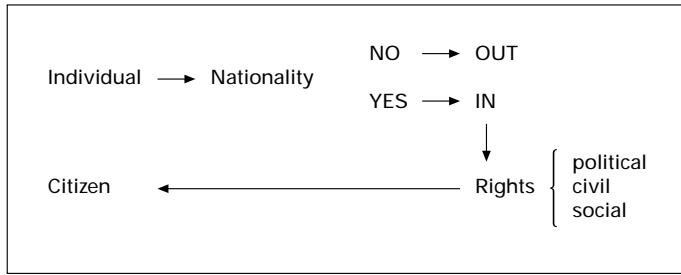 NO OUT
Individual Nationality
YES IN
political
Citizen Rights civil
social